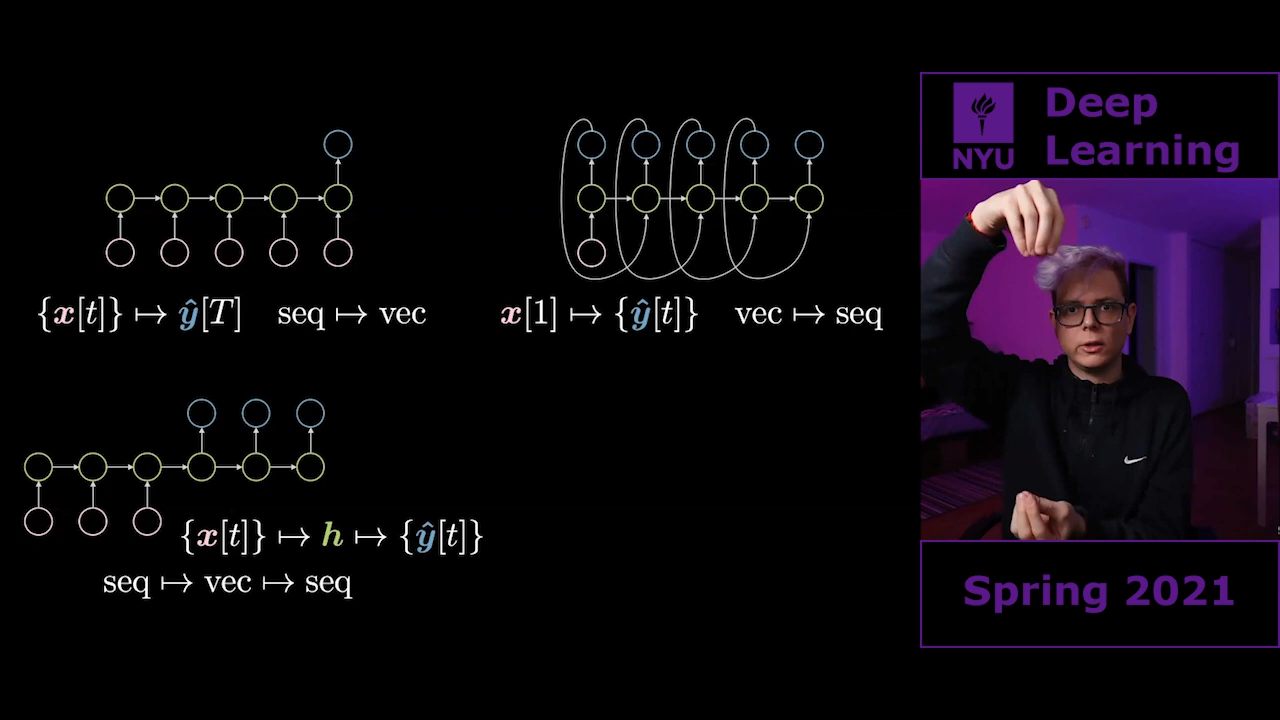 {x[t]} ↦ ŷ[T] seq ↦ vec
x[1] ↦ {ŷ[t]} vec ↦ seq
{x[t]} ↦ h ↦ {ŷ[t]}
seq ↦ vec ↦ seq
NYU
Deep
Learning
Spring 2021